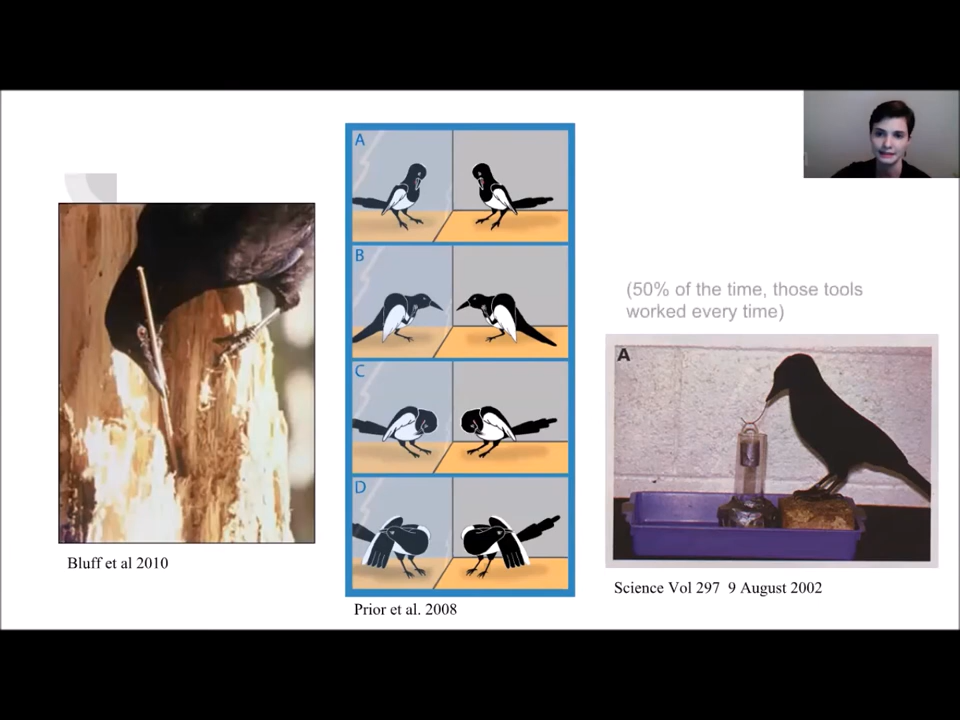 Bluff et al 2010
A
B
C
D
Prior et al. 2008
(50% of the time, those tools
worked every time)
A
Science Vol 297  9 August 2002